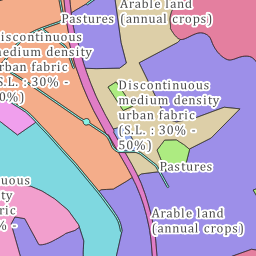 Arable land
(annual crops)
Pastures
Discontinuous
medium density
urban fabric
(S.L. : 30% -
50%)
Discontinuous
medium density
urban fabric
(S.L. : 30% -
50%)
Pastures
Arable land
(annual crops)